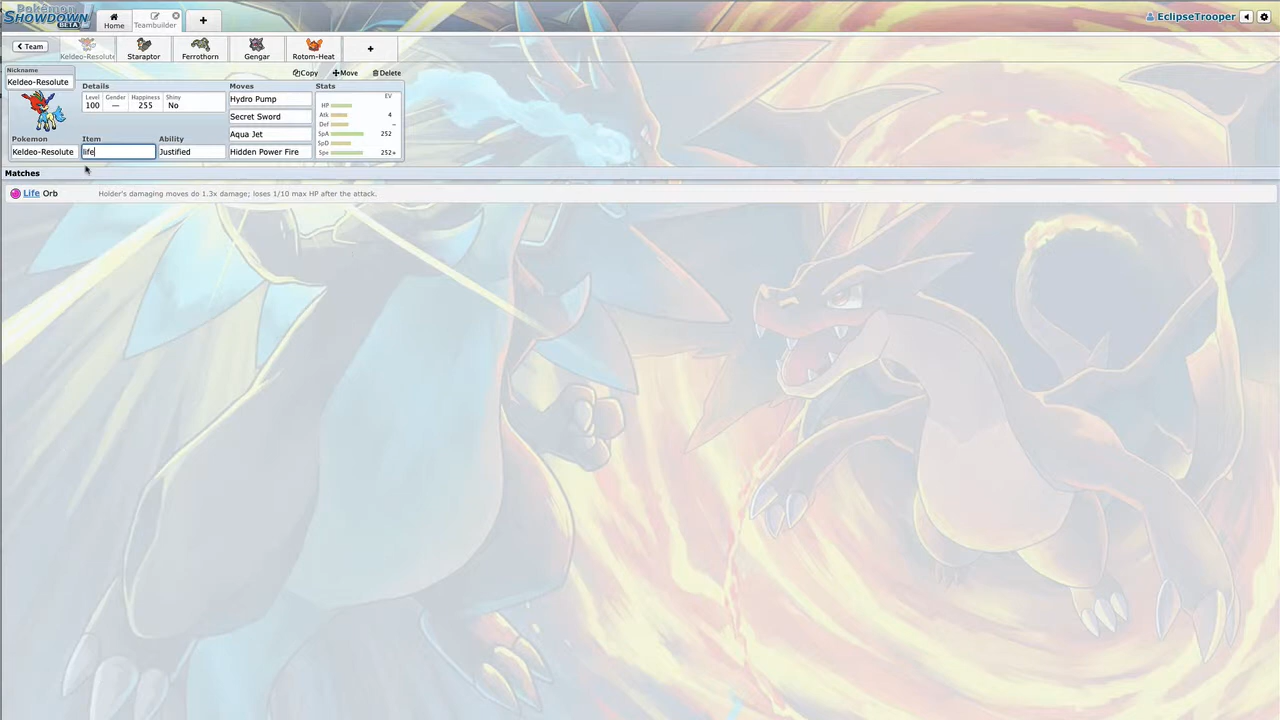 Pokémon
SHOWDOWN
BETA
Home
Teambuilder
+
EclipseTrooper
< Team
Keldeo-Resolute
Staraptor
Ferrothorn
Gengar
Rotom-Heat
+
Nickname
Keldeo-Resolute
Copy Move Delete
Details
Level Gender Happiness Shiny
100 — 255 No
Pokemon
Keldeo-Resolute
Item
life
Ability
Justified
Moves
Hydro Pump
Secret Sword
Aqua Jet
Hidden Power Fire
Stats
EV
HP
Atk 4
Def –
SpA 252
SpD
Spe 252+
Matches
Life Orb Holder's damaging moves do 1.3x damage; loses 1/10 max HP after the attack.